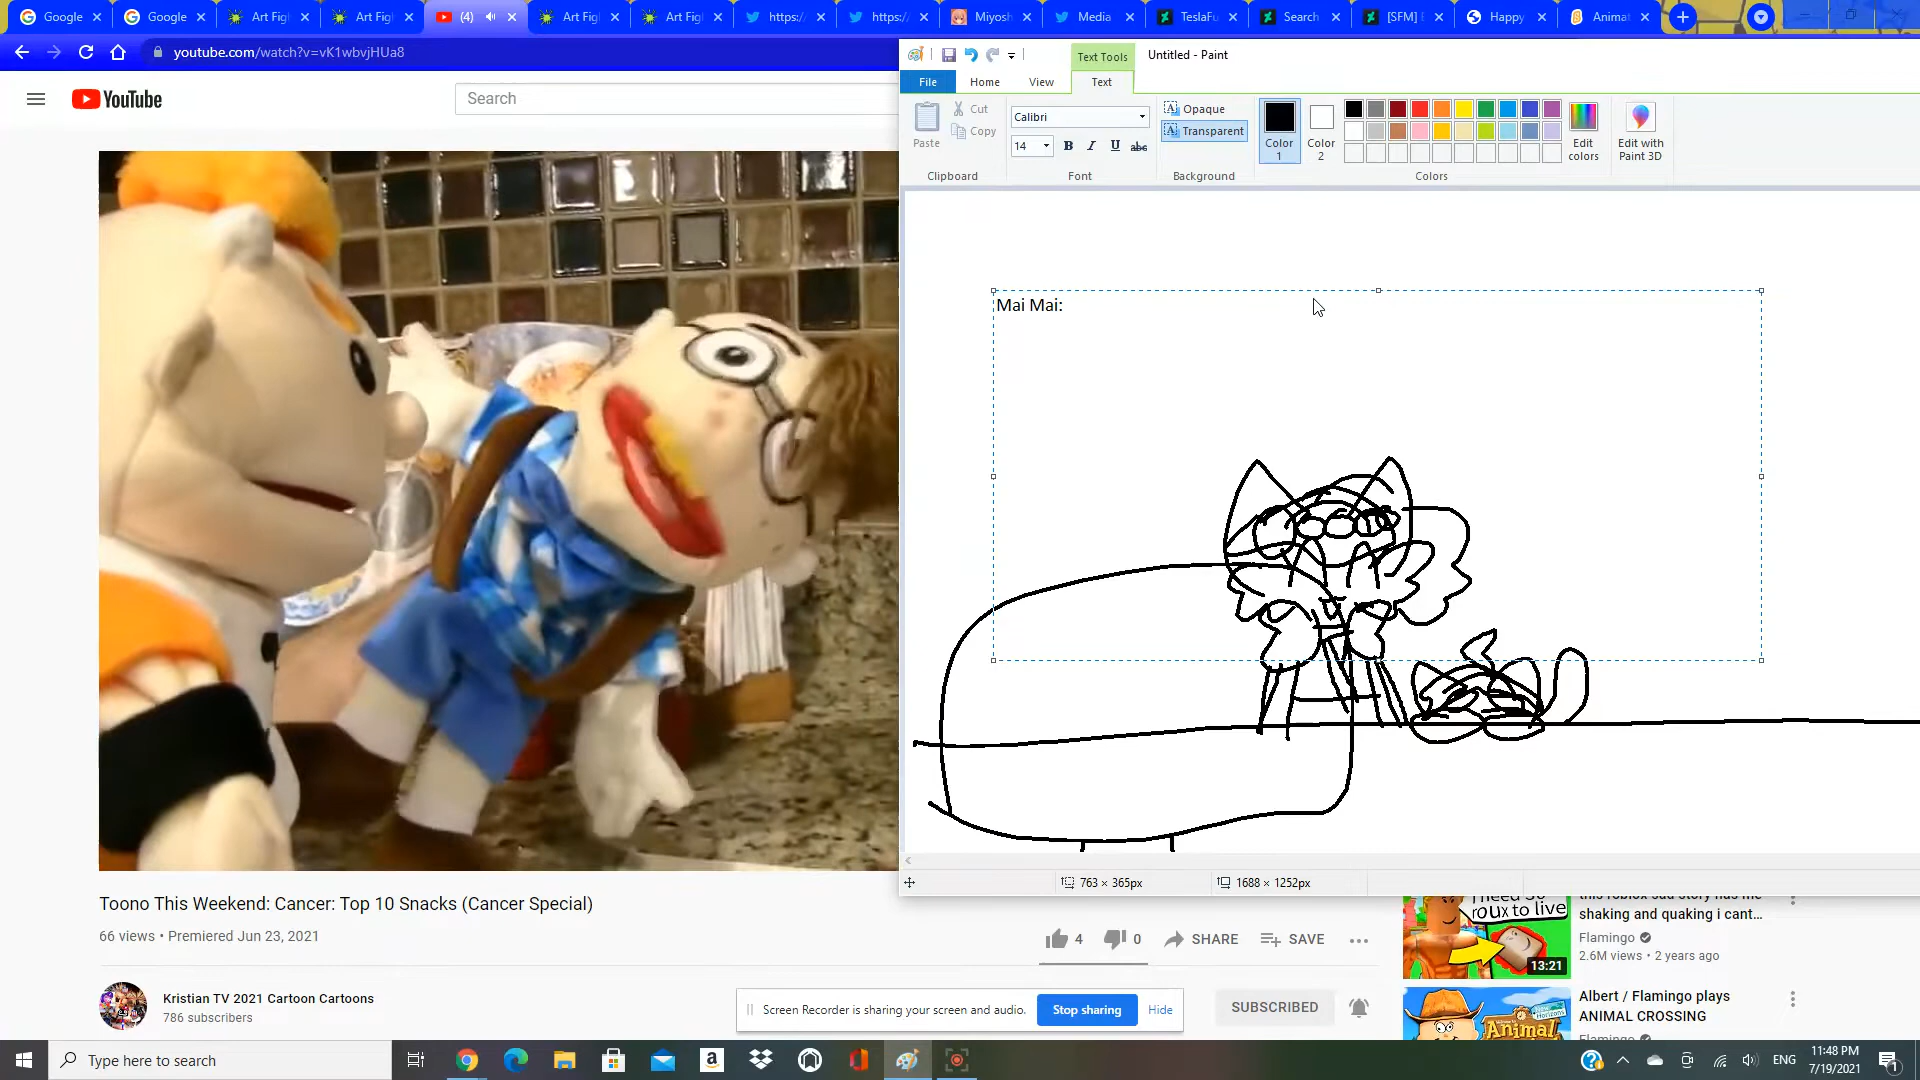 Google
Google
Art Figh
Art Figh
(4)
Art Figh
Art Figh
https:/
https:/
Miyosh
Media
TeslaFu
Search
[SFM] E
Happy
Animat
youtube.com/watch?v=vK1wbvjHUa8
YouTube
Search
Text Tools
Untitled - Paint
File
Home
View
Text
Paste
Cut
Copy
Clipboard
Calibri
14
B I U abc
Font
Opaque
Transparent
Background
Color 1
Color 2
Edit colors
Edit with Paint 3D
Colors
Mai Mai:
763 × 365px
1688 × 1252px
Toono This Weekend: Cancer: Top 10 Snacks (Cancer Special)
66 views • Premiered Jun 23, 2021
4
0
SHARE
SAVE
Kristian TV 2021 Cartoon Cartoons
786 subscribers
Screen Recorder is sharing your screen and audio.
Stop sharing
Hide
SUBSCRIBED
roux to live
13:21
shaking and quaking i cant...
Flamingo
2.6M views • 2 years ago
Animal
Albert / Flamingo plays
ANIMAL CROSSING
Type here to search
ENG
11:48 PM
7/19/2021
1